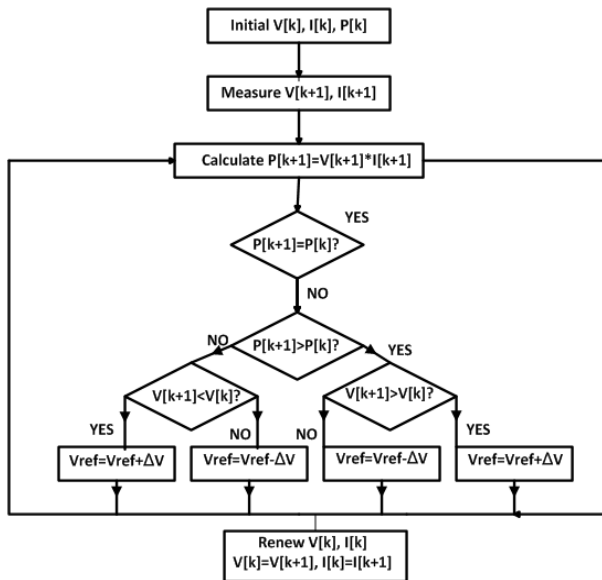 Initial V[k], I[k], P[k]
Measure V[k+1], I[k+1]
Calculate P[k+1]=V[k+1]*I[k+1]
YES
P[k+1]=P[k]?
NO
P[k+1]>P[k]?
NO
YES
V[k+1]<V[k]?
V[k+1]>V[k]?
YES
NO
NO
YES
Vref=Vref+ΔV
Vref=Vref-ΔV
Vref=Vref-ΔV
Vref=Vref+ΔV
Renew V[k], I[k]
V[k]=V[k+1], I[k]=I[k+1]